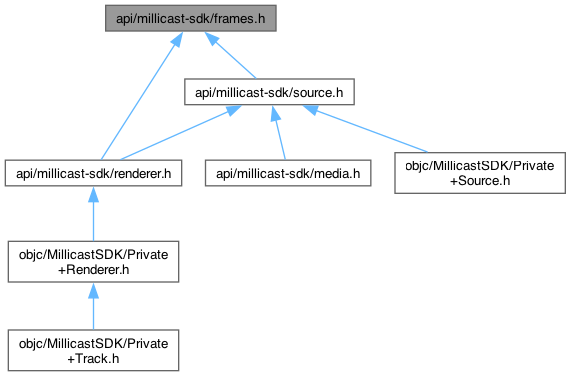 api/millicast-sdk/frames.h
api/millicast-sdk/source.h
api/millicast-sdk/renderer.h
api/millicast-sdk/media.h
objc/MillicastSDK/Private
+Source.h
objc/MillicastSDK/Private
+Renderer.h
objc/MillicastSDK/Private
+Track.h